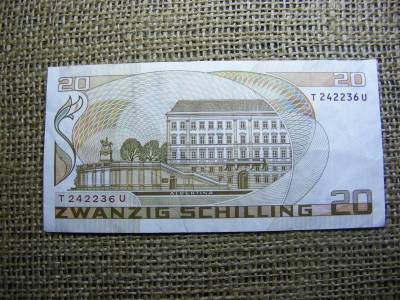 20 20
T 242236 U
T 242236 U
ALBERTINA
ZWANZIG SCHILLING 20